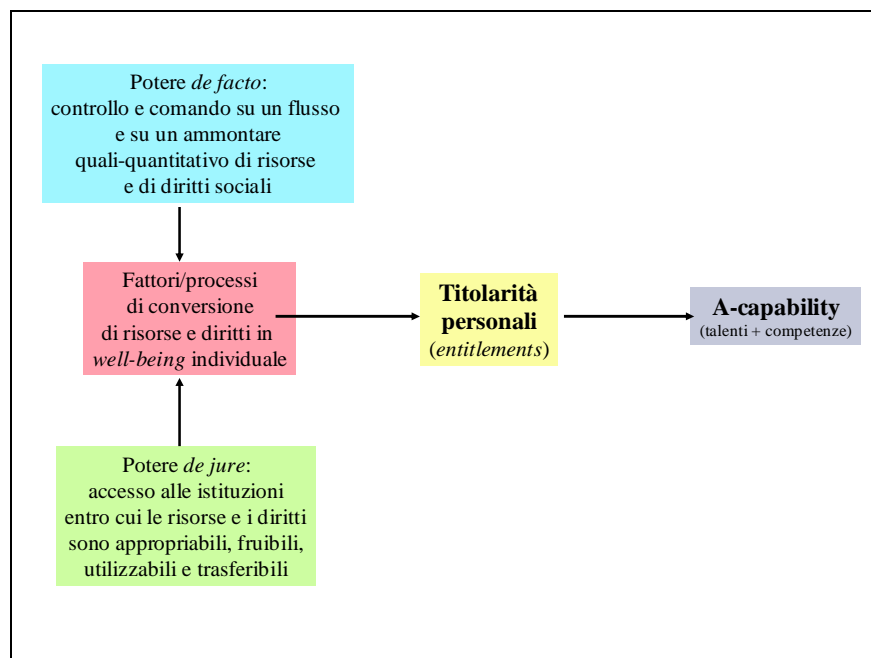 Potere de facto:
controllo e comando su un flusso
e su un ammontare
quali-quantitativo di risorse
e di diritti sociali
Fattori/processi
di conversione
di risorse e diritti in
well-being individuale
Titolarità
personali
(entitlements)
A-capability
(talenti + competenze)
Potere de jure:
accesso alle istituzioni
entro cui le risorse e i diritti
sono appropriabili, fruibili,
utilizzabili e trasferibili